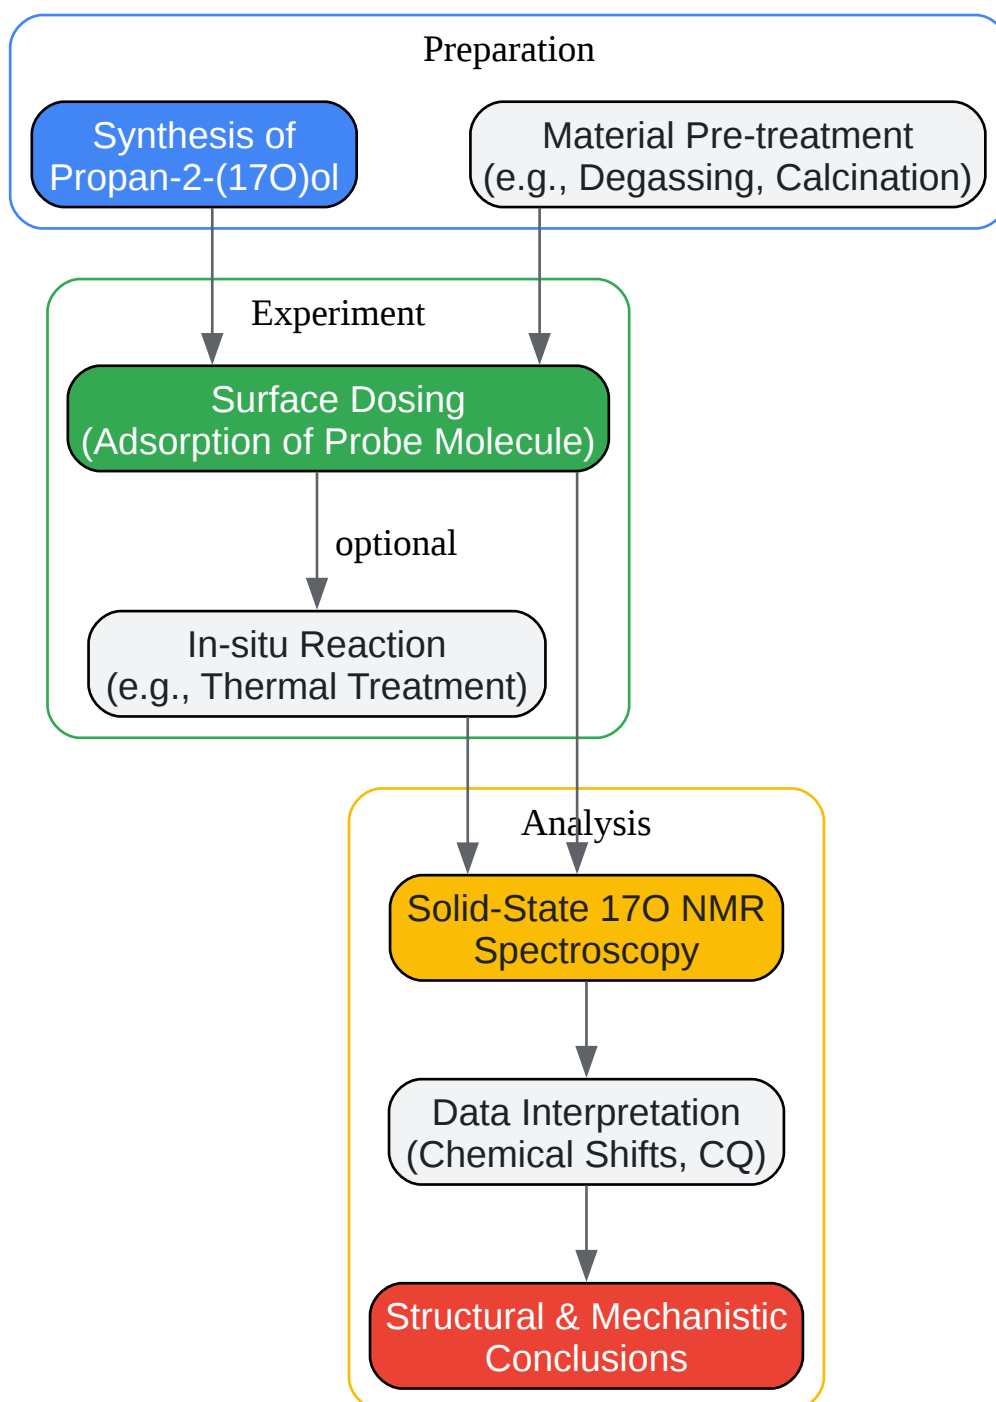 Preparation
Synthesis of
Propan-2-(17O)ol
Material Pre-treatment
(e.g., Degassing, Calcination)
Experiment
Surface Dosing
(Adsorption of Probe Molecule)
optional
In-situ Reaction
(e.g., Thermal Treatment)
Analysis
Solid-State 17O NMR
Spectroscopy
Data Interpretation
(Chemical Shifts, CQ)
Structural & Mechanistic
Conclusions